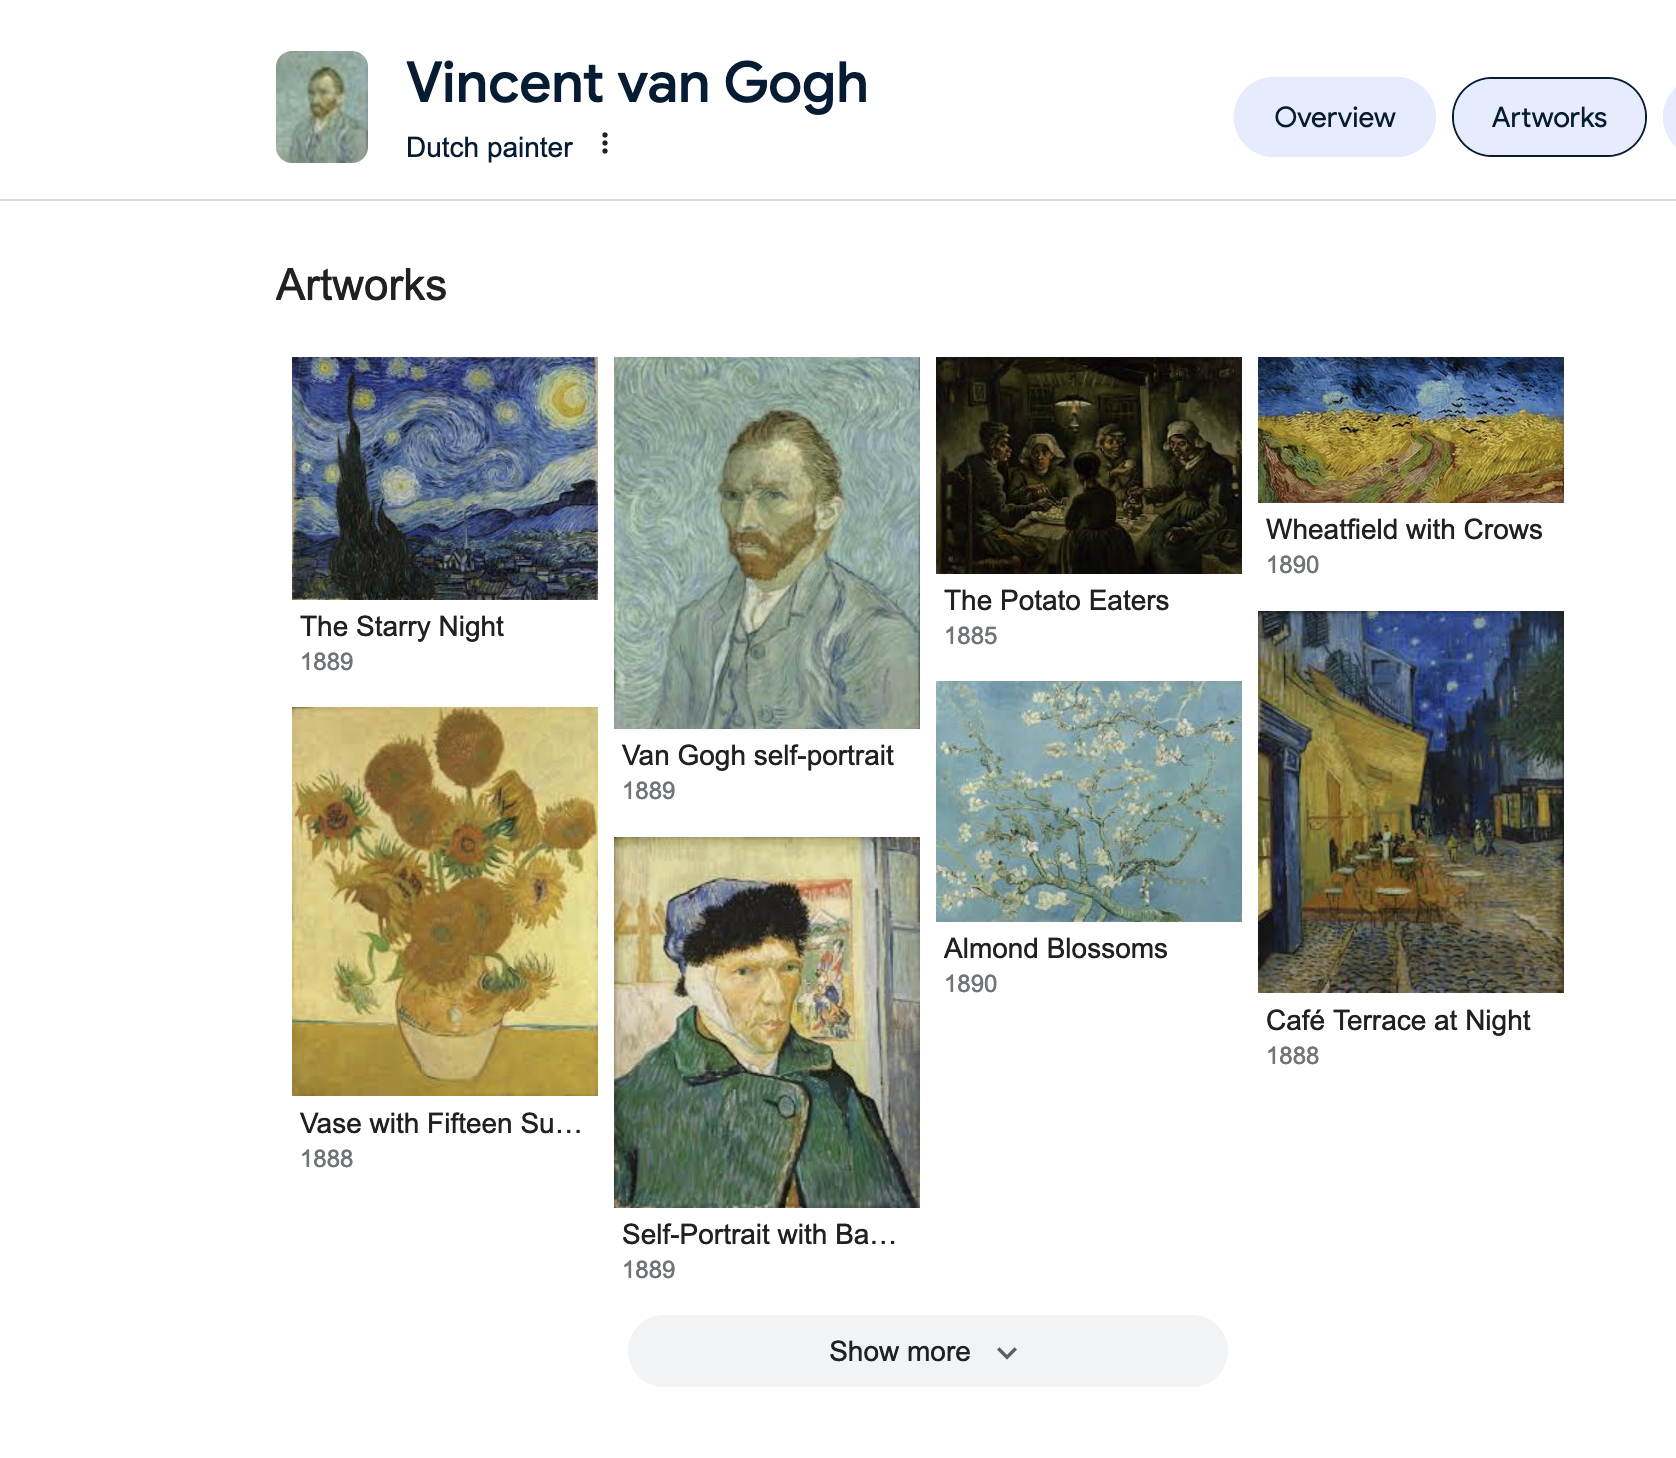 Vincent van Gogh
Dutch painter
Overview
Artworks
Artworks
The Starry Night
1889
Van Gogh self-portrait
1889
The Potato Eaters
1885
Wheatfield with Crows
1890
Vase with Fifteen Su…
1888
Self-Portrait with Ba…
1889
Almond Blossoms
1890
Café Terrace at Night
1888
Show more